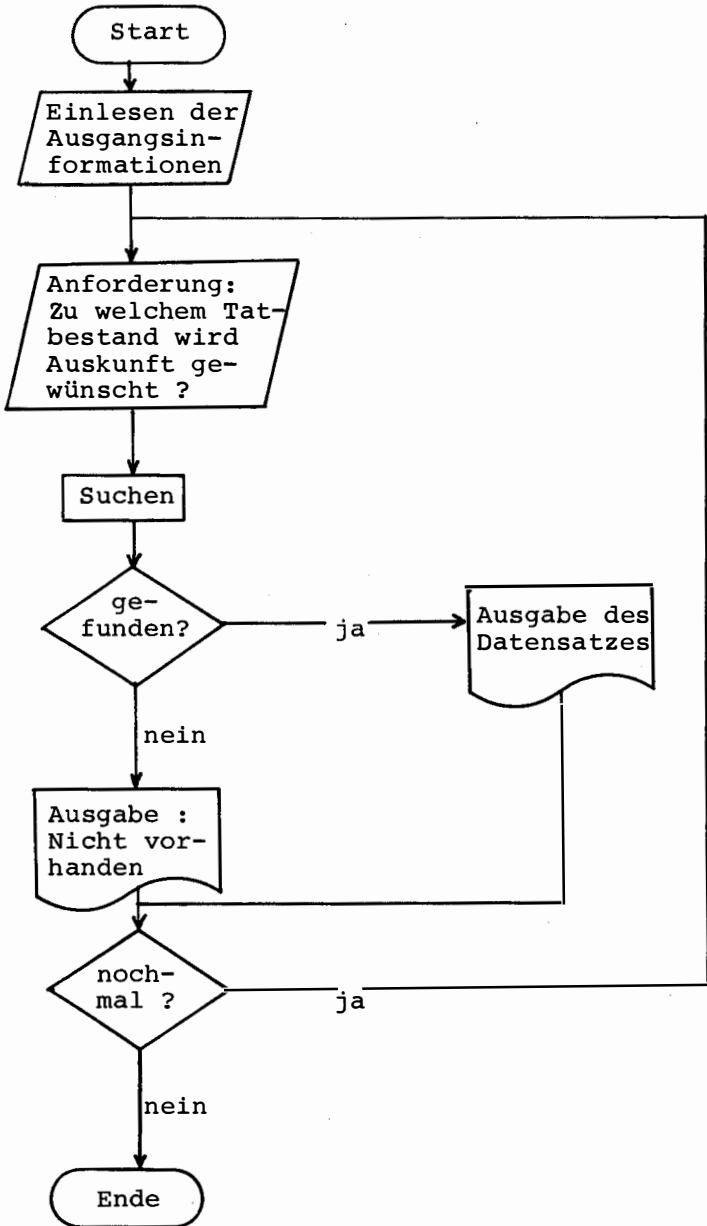 Start
Einlesen der
Ausgangsin-
formationen
Anforderung:
Zu welchem Tat-
bestand wird
Auskunft ge-
wünscht ?
Suchen
ge-
funden?
ja
Ausgabe des
Datensatzes
nein
Ausgabe :
Nicht vor-
handen
noch-
mal ?
ja
nein
Ende